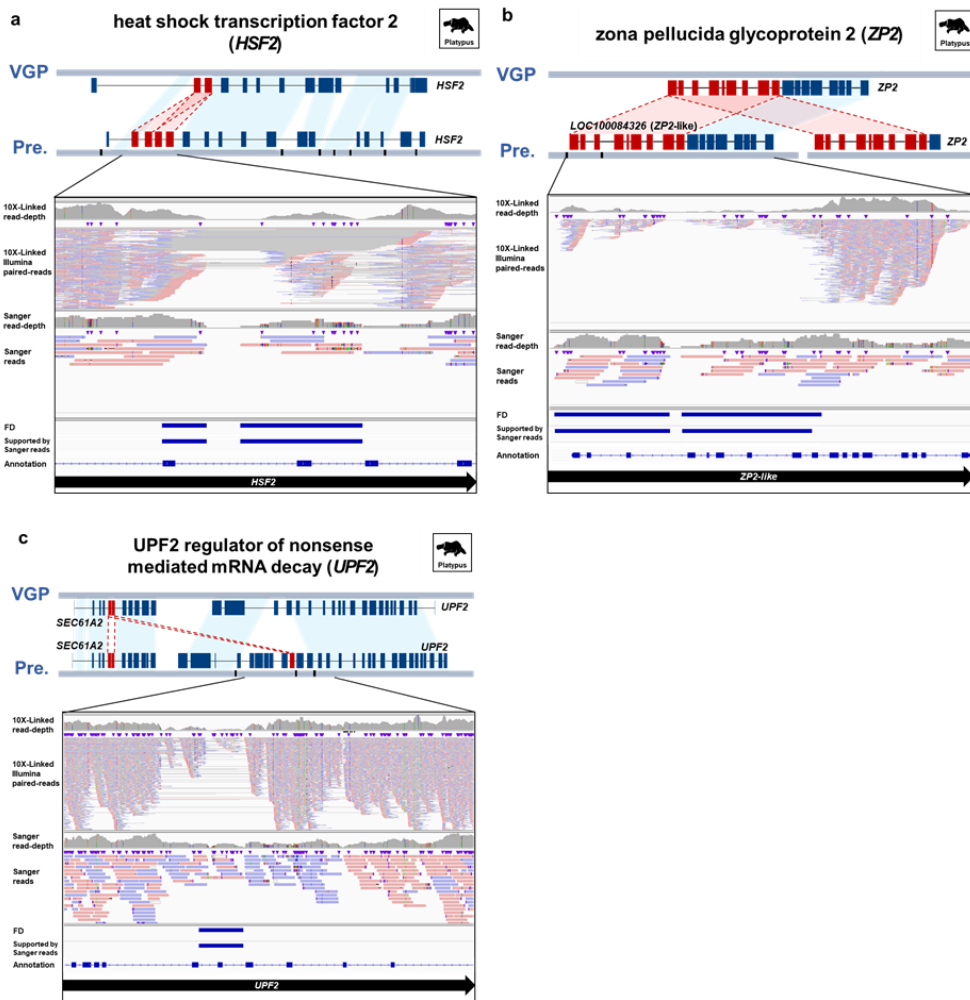 a
heat shock transcription factor 2
(HSF2)
Platypus
VGP
HSF2
Pre.
HSF2
10X-Linked
read-depth
10X-Linked
Illumina
paired-reads
Sanger
read-depth
Sanger
reads
FD
Supported by
Sanger reads
Annotation
HSF2
b
zona pellucida glycoprotein 2 (ZP2)
Platypus
VGP
ZP2
LOC100084326 (ZP2-like)
Pre.
ZP2
10X-Linked
read-depth
10X-Linked
Illumina
paired-reads
Sanger
read-depth
Sanger
reads
FD
Supported by
Sanger reads
Annotation
ZP2-like
c
UPF2 regulator of nonsense
mediated mRNA decay (UPF2)
Platypus
VGP
UPF2
SEC61A2
SEC61A2
UPF2
Pre.
10X-Linked
read-depth
10X-Linked
Illumina
paired-reads
Sanger
read-depth
Sanger
reads
FD
Supported by
Sanger reads
Annotation
UPF2